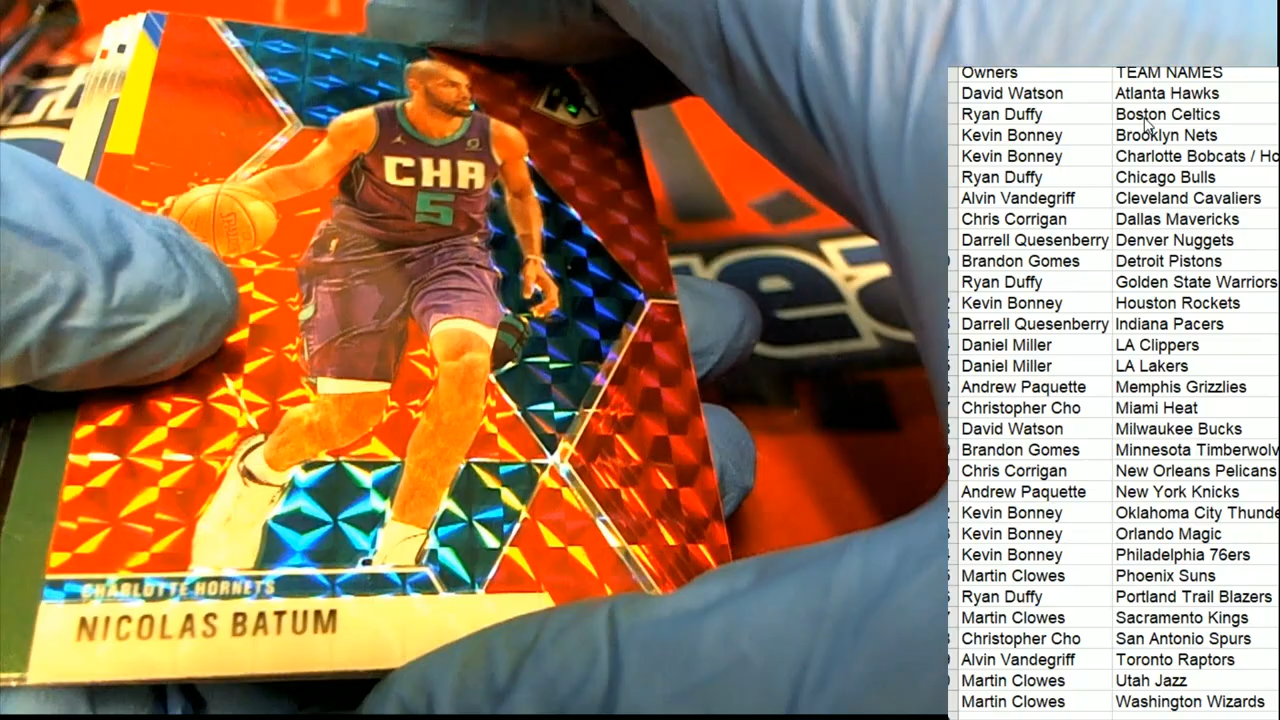 CHA
5
SPALDING
CHARLOTTE HORNETS
NICOLAS BATUM
Owners TEAM NAMES
David Watson Atlanta Hawks
Ryan Duffy Boston Celtics
Kevin Bonney Brooklyn Nets
Kevin Bonney Charlotte Bobcats / Ho
Ryan Duffy Chicago Bulls
Alvin Vandegriff Cleveland Cavaliers
Chris Corrigan Dallas Mavericks
Darrell Quesenberry Denver Nuggets
Brandon Gomes Detroit Pistons
Ryan Duffy Golden State Warriors
Kevin Bonney Houston Rockets
Darrell Quesenberry Indiana Pacers
Daniel Miller LA Clippers
Daniel Miller LA Lakers
Andrew Paquette Memphis Grizzlies
Christopher Cho Miami Heat
David Watson Milwaukee Bucks
Brandon Gomes Minnesota Timberwolv
Chris Corrigan New Orleans Pelicans
Andrew Paquette New York Knicks
Kevin Bonney Oklahoma City Thunde
Kevin Bonney Orlando Magic
Kevin Bonney Philadelphia 76ers
Martin Clowes Phoenix Suns
Ryan Duffy Portland Trail Blazers
Martin Clowes Sacramento Kings
Christopher Cho San Antonio Spurs
Alvin Vandegriff Toronto Raptors
Martin Clowes Utah Jazz
Martin Clowes Washington Wizards